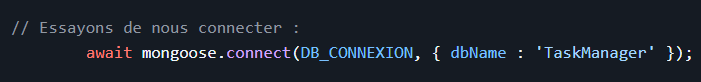 // Essayons de nous connecter :
await mongoose.connect(DB_CONNEXION, { dbName : 'TaskManager' });